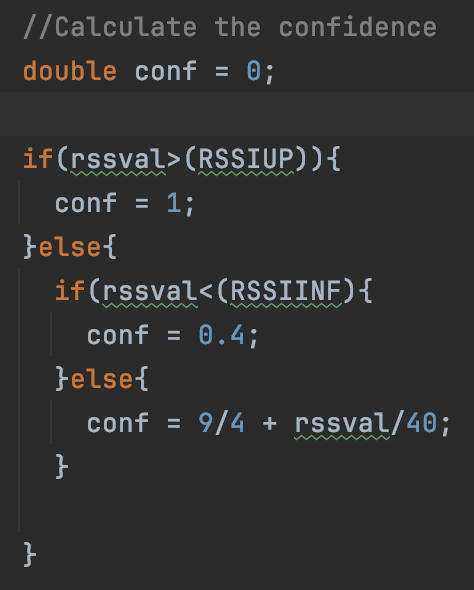 //Calculate the confidence
double conf = 0;
if(rssval>(RSSIUP)){
conf = 1;
}else{
if(rssval<(RSSIINF){
conf = 0.4;
}else{
conf = 9/4 + rssval/40;
}
}